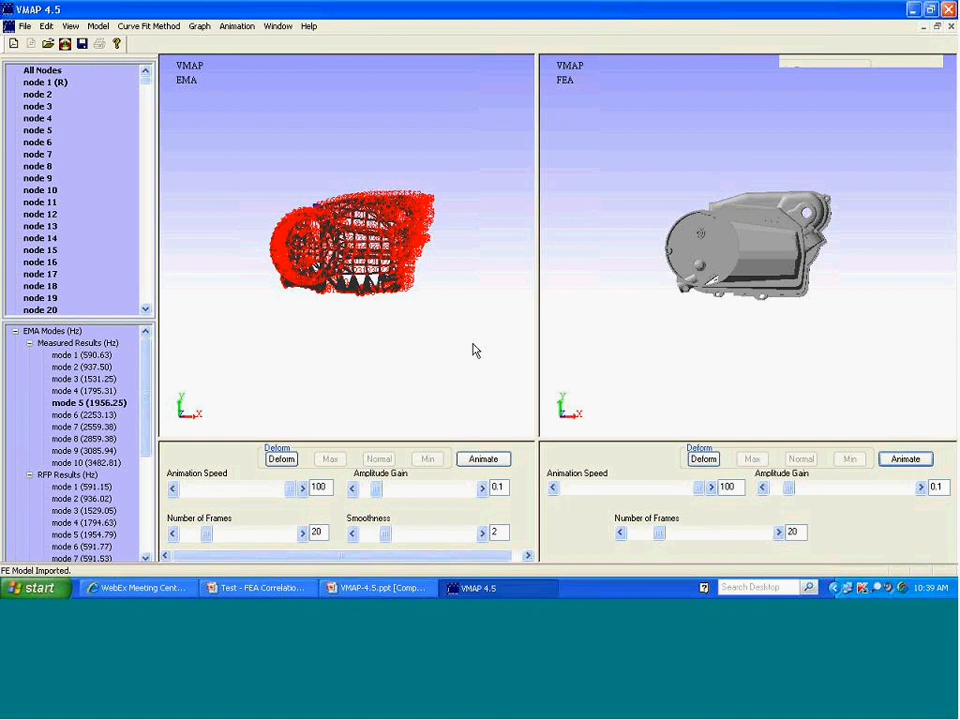 VMAP 4.5
File Edit View Model Curve Fit Method Graph Animation Window Help
All Nodes
node 1 (R)
node 2
node 3
node 4
node 5
node 6
node 7
node 8
node 9
node 10
node 11
node 12
node 13
node 14
node 15
node 16
node 17
node 18
node 19
node 20
EMA Modes (Hz)
Measured Results (Hz)
mode 1 (590.63)
mode 2 (937.50)
mode 3 (1531.25)
mode 4 (1795.31)
mode 5 (1956.25)
mode 6 (2253.13)
mode 7 (2559.38)
mode 8 (2859.38)
mode 9 (3085.94)
mode 10 (3482.81)
RFP Results (Hz)
mode 1 (591.15)
mode 2 (936.02)
mode 3 (1529.05)
mode 4 (1794.63)
mode 5 (1954.79)
mode 6 (591.77)
mode 7 (591.53)
VMAP
EMA
Y
X
Deform
Deform Max Normal Min Animate
Animation Speed Amplitude Gain
100 0.1
Number of Frames Smoothness
20 2
VMAP
FEA
Y
X
Deform
Deform Max Normal Min Animate
Animation Speed Amplitude Gain
100 0.1
Number of Frames
20
FE Model Imported.
start WebEx Meeting Cent... Test - FEA Correlatio... VMAP-4.5.ppt [Comp... VMAP 4.5 Search Desktop 10:39 AM